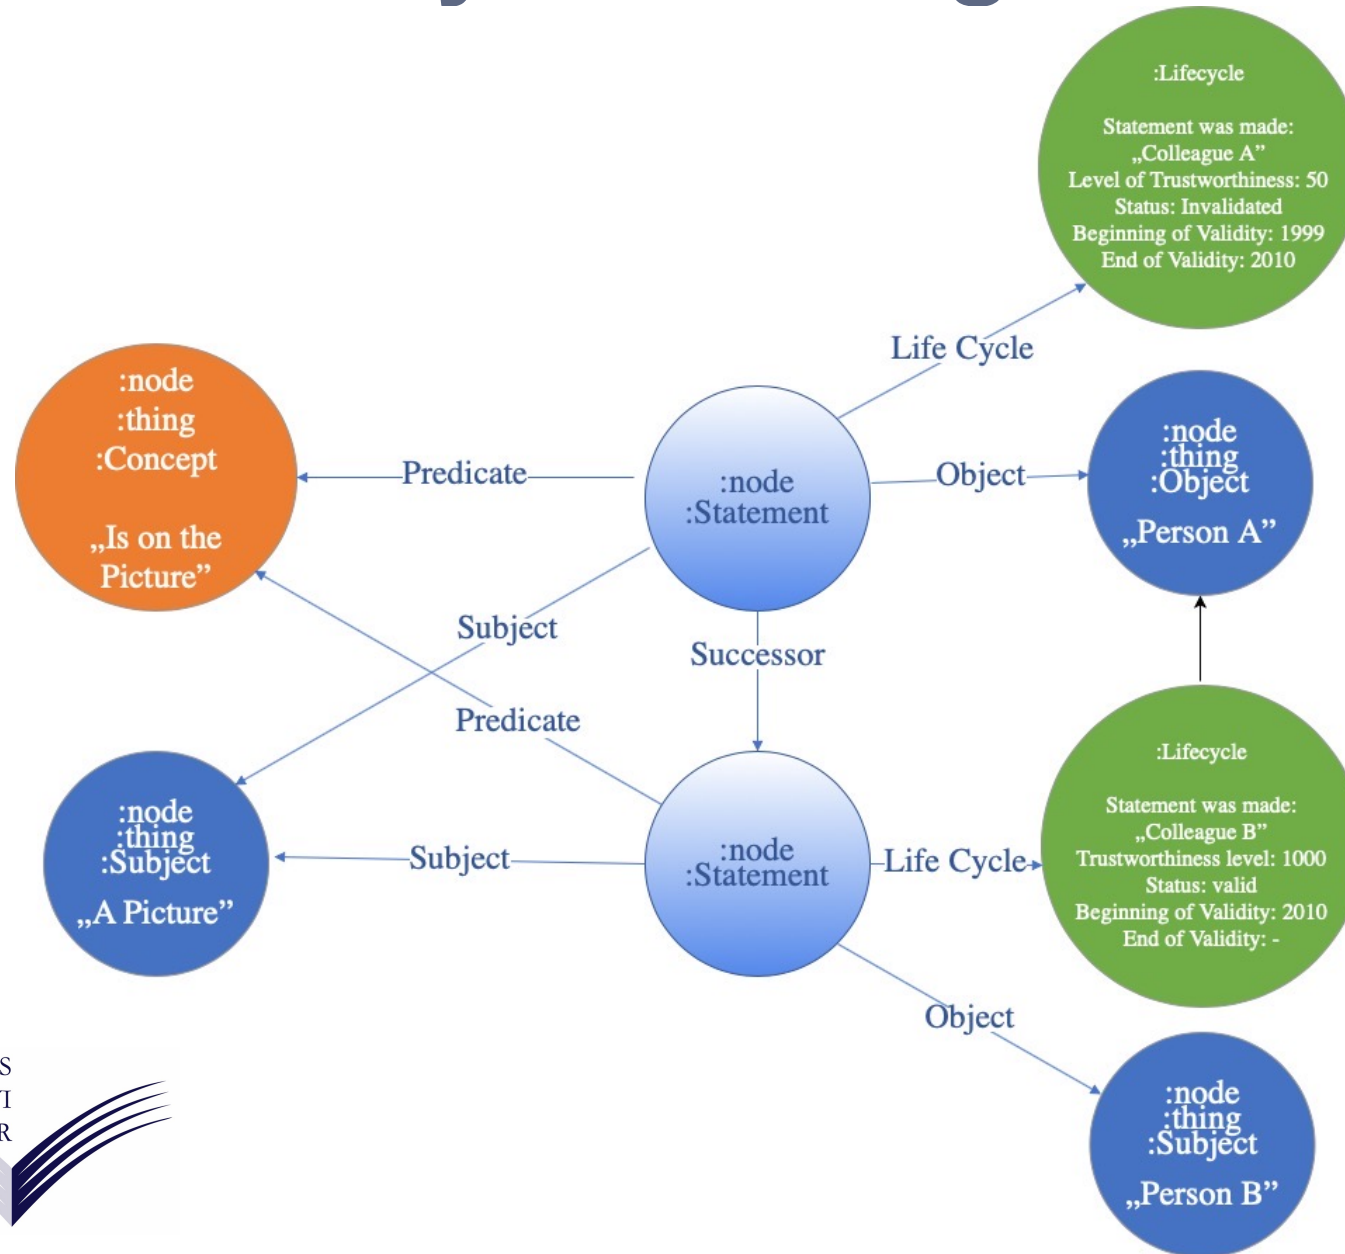 :Lifecycle
Statement was made:
„Colleague A”
Level of Trustworthiness: 50
Status: Invalidated
Beginning of Validity: 1999
End of Validity: 2010
Life Cycle
:node
:thing
:Concept
„Is on the
Picture”
Predicate
:node
:Statement
Object
:node
:thing
:Object
„Person A”
Subject
Successor
Predicate
:node
:thing
:Subject
„A Picture”
Subject
:node
:Statement
Life Cycle
:Lifecycle
Statement was made:
„Colleague B”
Trustworthiness level: 1000
Status: valid
Beginning of Validity: 2010
End of Validity: -
Object
:node
:thing
:Subject
„Person B”
S
R